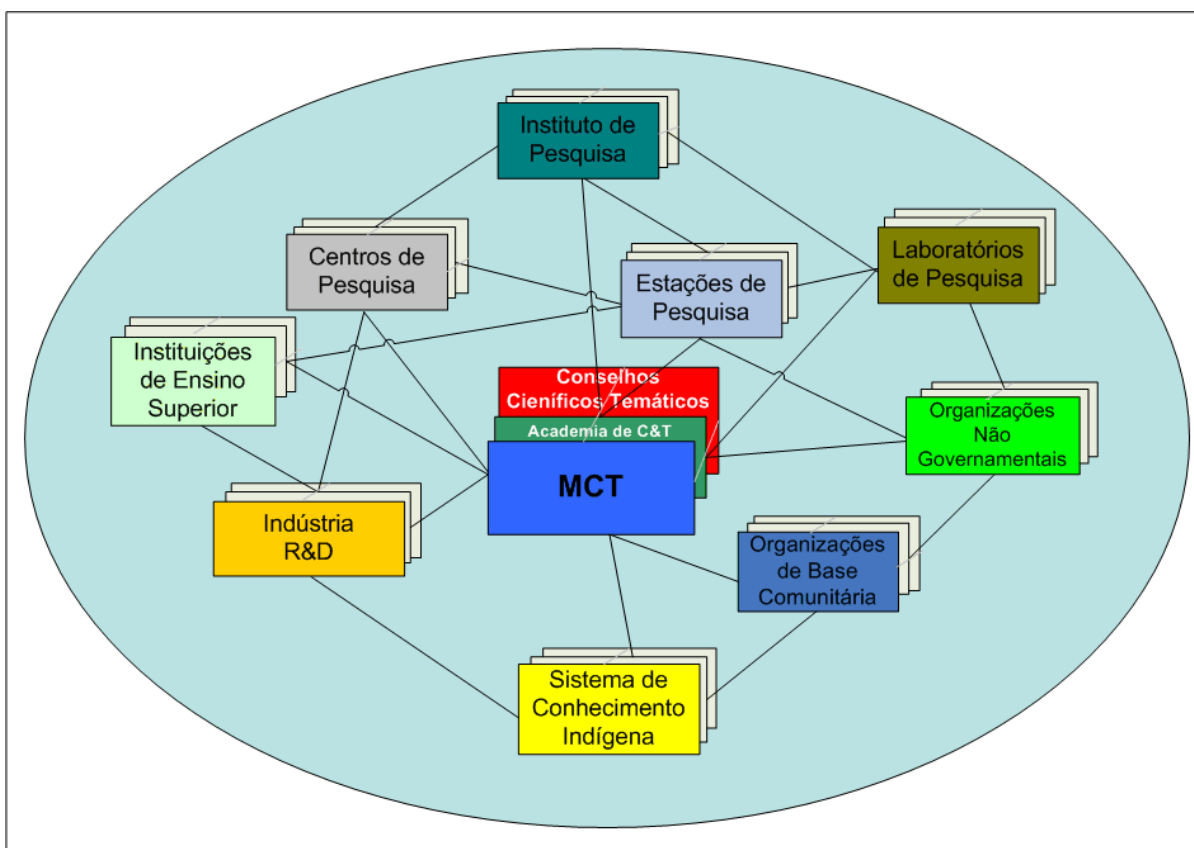 Instituto de
Pesquisa
Centros de
Pesquisa
Estações de
Pesquisa
Laboratórios
de Pesquisa
Instituições
de Ensino
Superior
Conselhos
Cieníficos Temáticos
Academia de C&T
MCT
Organizações
Não
Governamentais
Indústria
R&D
Organizações
de Base
Comunitária
Sistema de
Conhecimento
Indígena